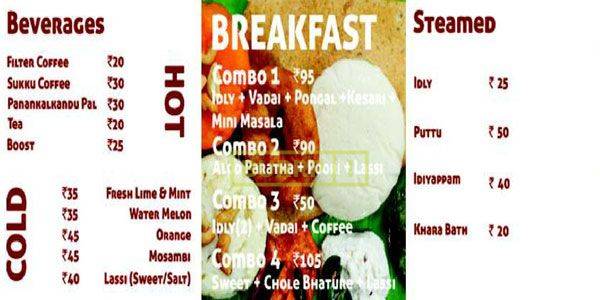 Beverages
Filter Coffee ₹20
Sukku Coffee ₹30
Panankalkandu Pal ₹30
Tea ₹20
Boost ₹25
HOT
COLD
₹35 Fresh Lime & Mint
₹35 Water Melon
₹45 Orange
₹45 Mosambi
₹40 Lassi (Sweet/Salt)
BREAKFAST
Combo 1 ₹95
Idly + Vadai + Pongal +Kesari +
Mini Masala
Combo 2 ₹90
Aloo Paratha + Poori + Lassi
Combo 3 ₹50
Idly(2) + Vadai + Coffee
Combo 4 ₹105
Sweet + Chole Bhature + Lassi
Steamed
Idly ₹ 25
Puttu ₹ 50
Idiyappam ₹ 40
Khara Bath ₹ 20